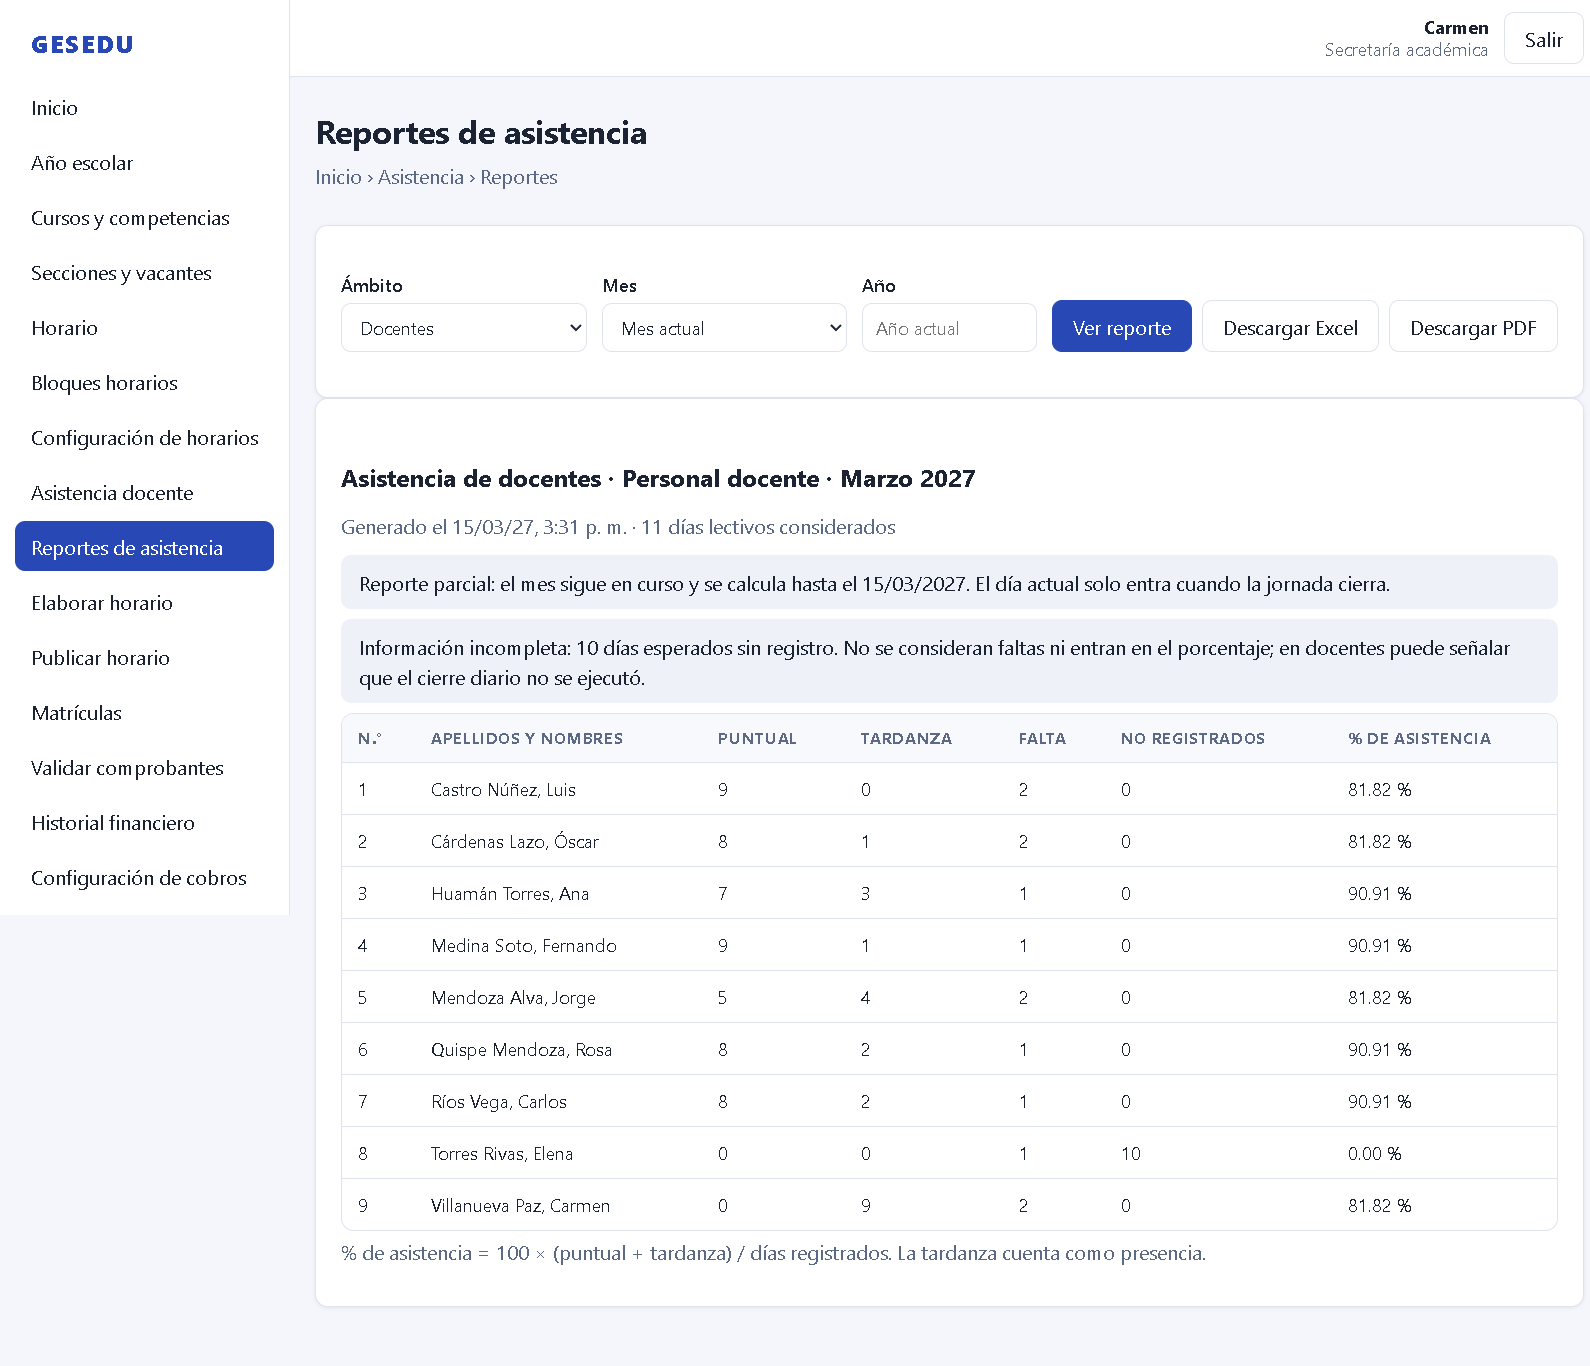 GESEDU
Carmen
Secretaría académica
Salir
Inicio
Año escolar
Cursos y competencias
Secciones y vacantes
Horario
Bloques horarios
Configuración de horarios
Asistencia docente
Reportes de asistencia
Elaborar horario
Publicar horario
Matrículas
Validar comprobantes
Historial financiero
Configuración de cobros
Reportes de asistencia
Inicio › Asistencia › Reportes
Ámbito Mes Año
Docentes Mes actual Año actual Ver reporte Descargar Excel Descargar PDF
Asistencia de docentes · Personal docente · Marzo 2027
Generado el 15/03/27, 3:31 p. m. · 11 días lectivos considerados
Reporte parcial: el mes sigue en curso y se calcula hasta el 15/03/2027. El día actual solo entra cuando la jornada cierra.
Información incompleta: 10 días esperados sin registro. No se consideran faltas ni entran en el porcentaje; en docentes puede señalar
que el cierre diario no se ejecutó.
N.° APELLIDOS Y NOMBRES PUNTUAL TARDANZA FALTA NO REGISTRADOS % DE ASISTENCIA
1 Castro Núñez, Luis 9 0 2 0 81.82 %
2 Cárdenas Lazo, Óscar 8 1 2 0 81.82 %
3 Huamán Torres, Ana 7 3 1 0 90.91 %
4 Medina Soto, Fernando 9 1 1 0 90.91 %
5 Mendoza Alva, Jorge 5 4 2 0 81.82 %
6 Quispe Mendoza, Rosa 8 2 1 0 90.91 %
7 Ríos Vega, Carlos 8 2 1 0 90.91 %
8 Torres Rivas, Elena 0 0 1 10 0.00 %
9 Villanueva Paz, Carmen 0 9 2 0 81.82 %
% de asistencia = 100 × (puntual + tardanza) / días registrados. La tardanza cuenta como presencia.